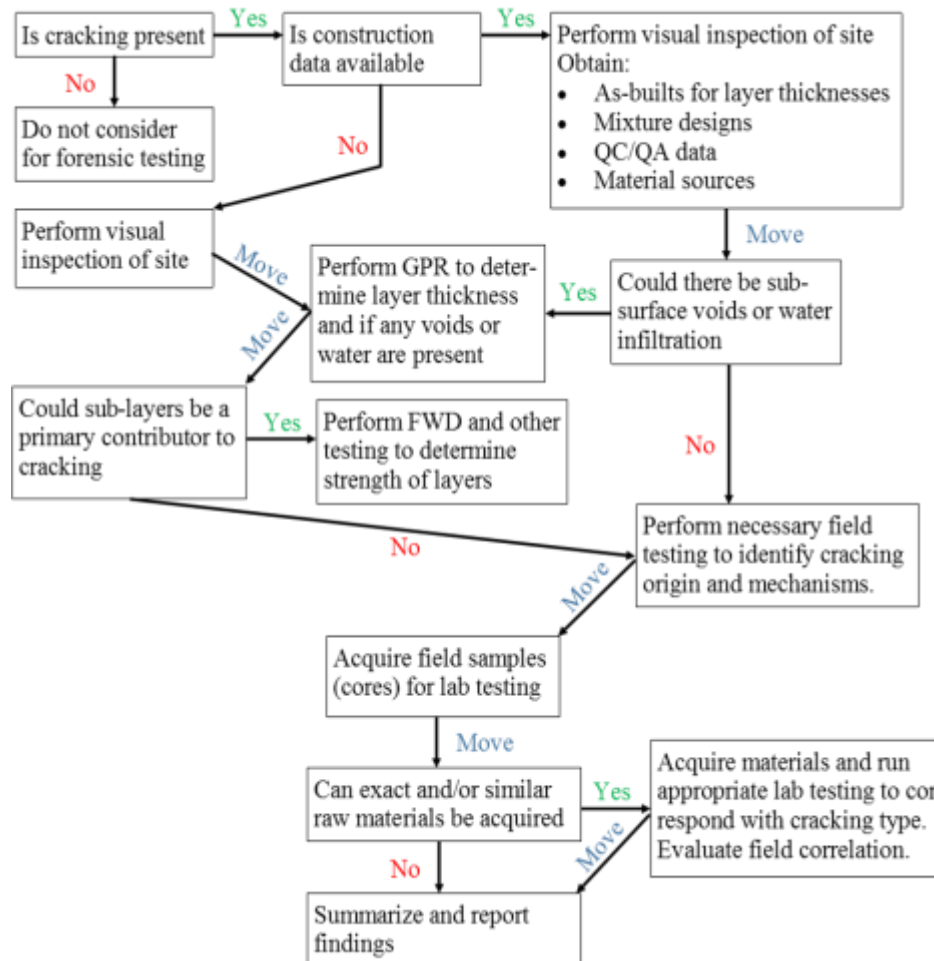 Is cracking present
Yes
Is construction
data available
Yes
Perform visual inspection of site
Obtain:
• As-builts for layer thicknesses
• Mixture designs
• QC/QA data
• Material sources
No
Do not consider
for forensic testing
No
Perform visual
inspection of site
Move
Move
Perform GPR to deter-
mine layer thickness
and if any voids or
water are present
Yes
Could there be sub-
surface voids or water
infiltration
Move
Could sub-layers be a
primary contributor to
cracking
Yes
Perform FWD and other
testing to determine
strength of layers
No
No
Perform necessary field
testing to identify cracking
origin and mechanisms.
Move
Acquire field samples
(cores) for lab testing
Move
Can exact and/or similar
raw materials be acquired
Yes
Acquire materials and run
appropriate lab testing to cor
respond with cracking type.
Evaluate field correlation.
No
Move
Summarize and report
findings